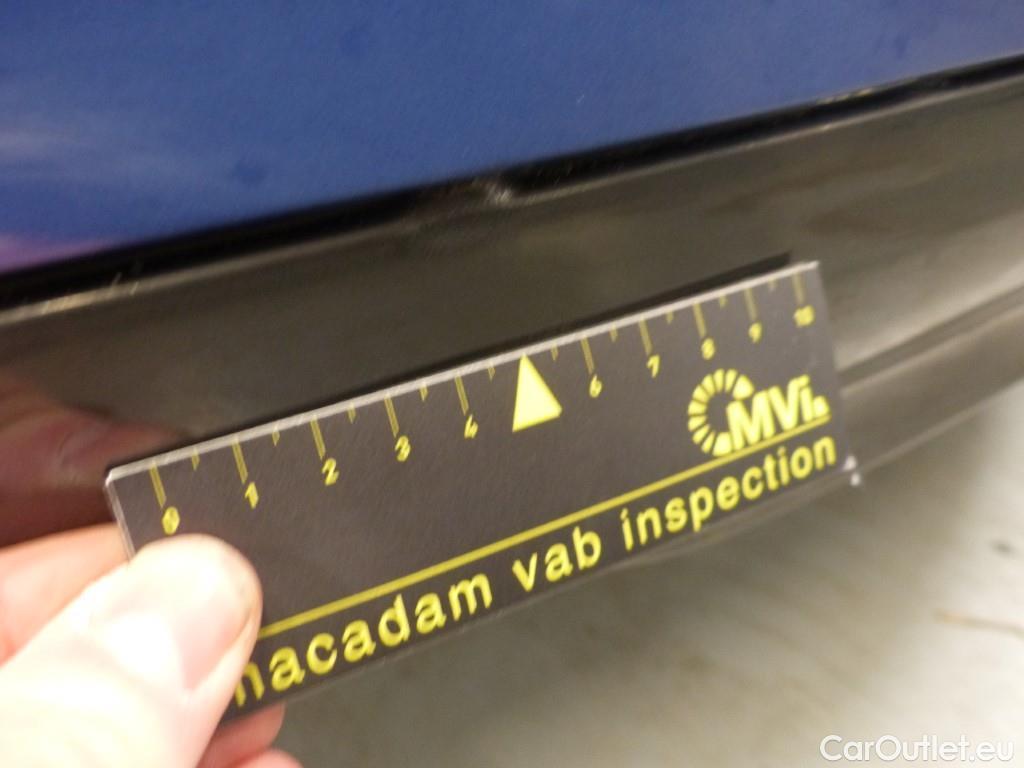 0 1 2 3 4 6 7 8 9 10
MVi.
macadam vab inspection
CarOutlet.eu